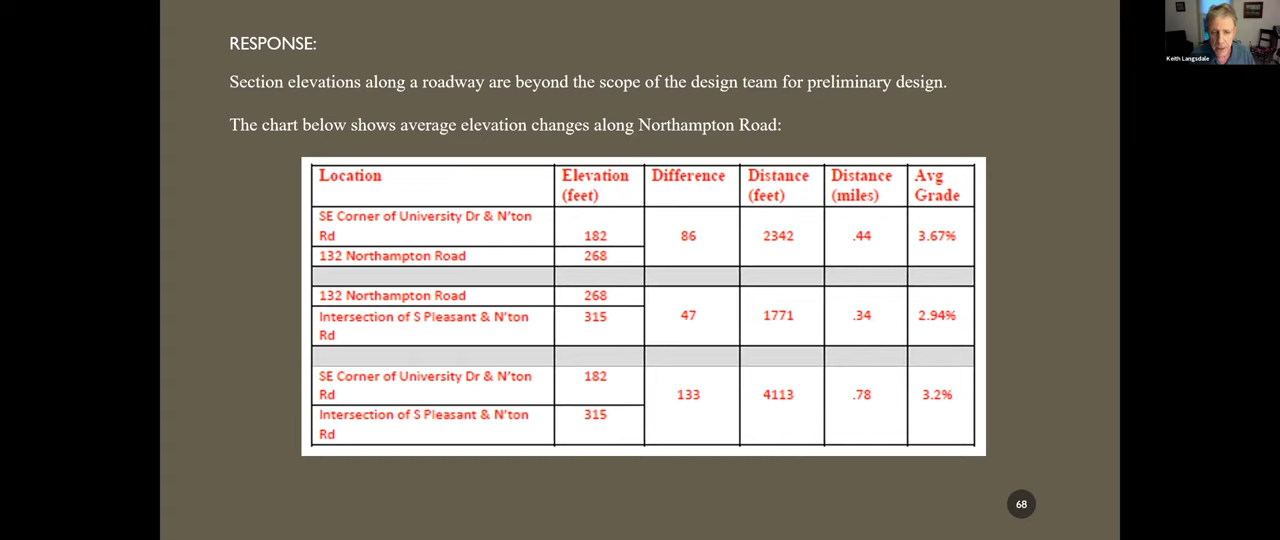 RESPONSE:
Keith Langsdale
Section elevations along a roadway are beyond the scope of the design team for preliminary design.
The chart below shows average elevation changes along Northampton Road:
Location Elevation (feet) Difference Distance (feet) Distance (miles) Avg Grade
SE Corner of University Dr & N'ton
Rd 182 86 2342 .44 3.67%
132 Northampton Road 268
132 Northampton Road 268
Intersection of S Pleasant & N'ton 315 47 1771 .34 2.94%
Rd
SE Corner of University Dr & N'ton 182
Rd 133 4113 .78 3.2%
Intersection of S Pleasant & N'ton 315
Rd
68